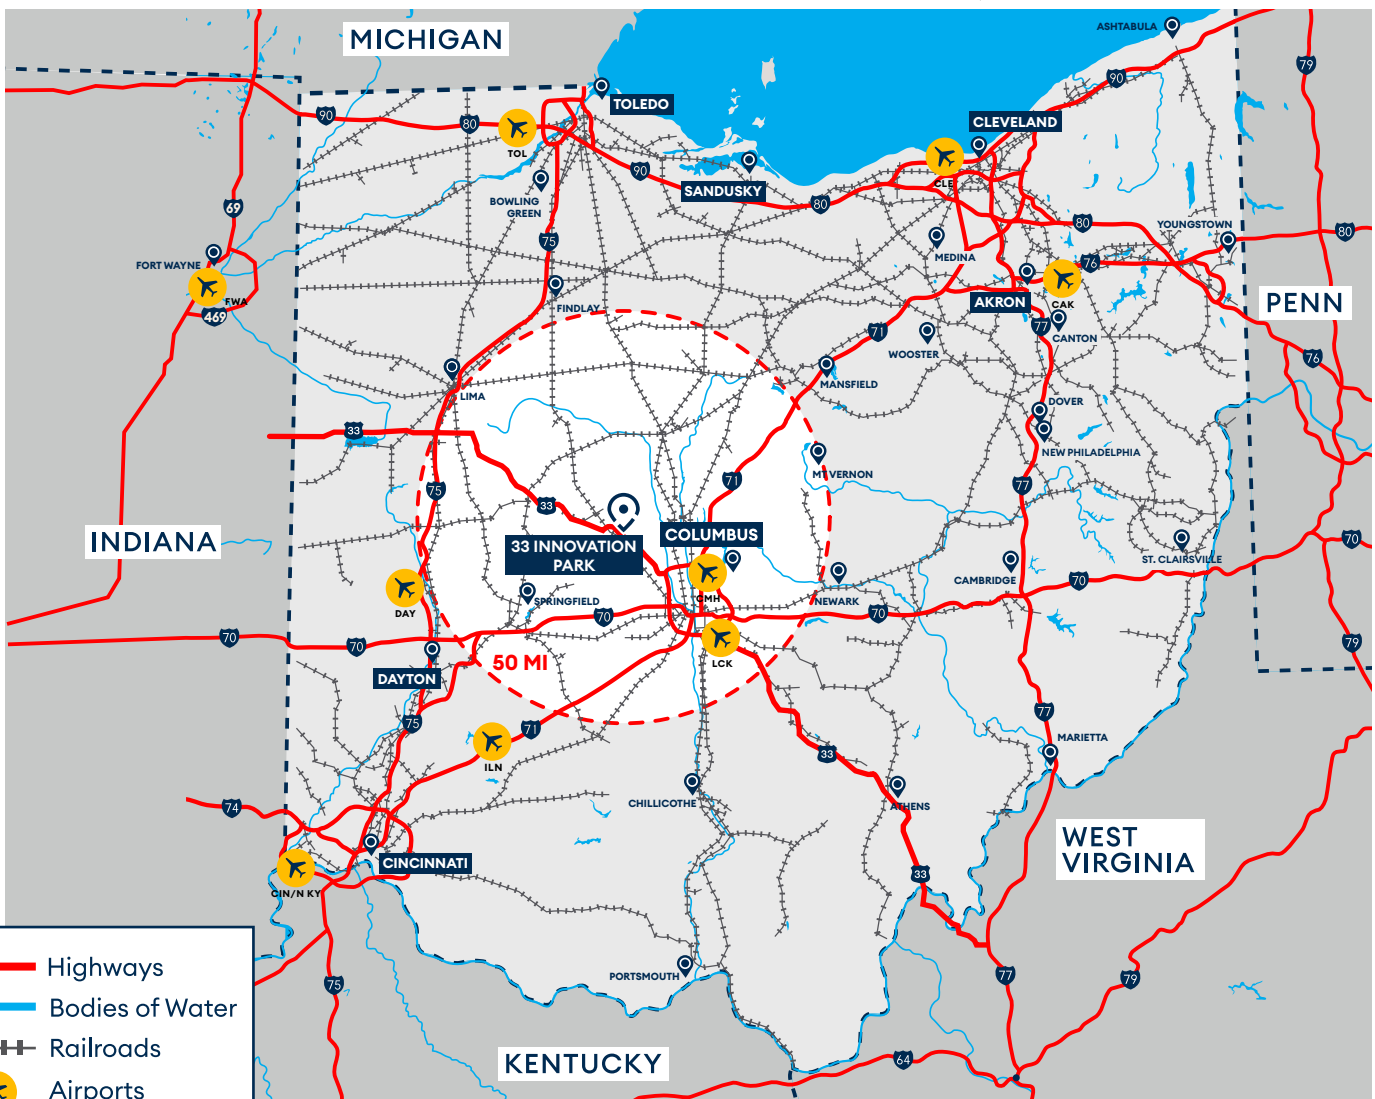 MICHIGAN
ASHTABULA
79
90
90
TOLEDO
80
TOL
CLEVELAND
CLE
90
SANDUSKY
80
BOWLING
GREEN
69
75
80
YOUNGSTOWN
80
MEDINA
FORT WAYNE
FWA
469
76
CAK
AKRON
PENN
FINDLAY
77
CANTON
71
WOOSTER
76
MANSFIELD
LIMA
DOVER
NEW PHILADELPHIA
33
MT VERNON
71
75
77
33
INDIANA
COLUMBUS
33 INNOVATION
PARK
70
ST. CLAIRSVILLE
CAMBRIDGE
70
DAY
SPRINGFIELD
CMH
NEWARK
70
70
70
70
LCK
79
50 MI
DAYTON
75
71
77
MARIETTA
33
ILN
CHILLICOTHE
ATHENS
74
WEST
VIRGINIA
CINCINNATI
33
CIN/N KY
PORTSMOUTH
75
77
79
KENTUCKY
64
Highways
Bodies of Water
Railroads
Airports